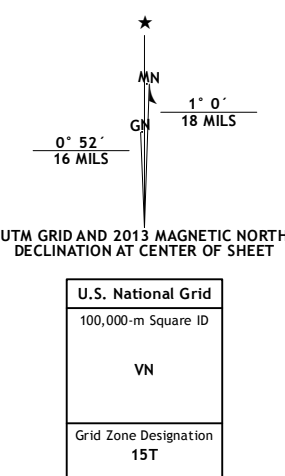 MN
1° 0´
18 MILS
GN
0° 52´
16 MILS
UTM GRID AND 2013 MAGNETIC NORTH
DECLINATION AT CENTER OF SHEET
U.S. National Grid
100,000-m Square ID
VN
Grid Zone Designation
15T